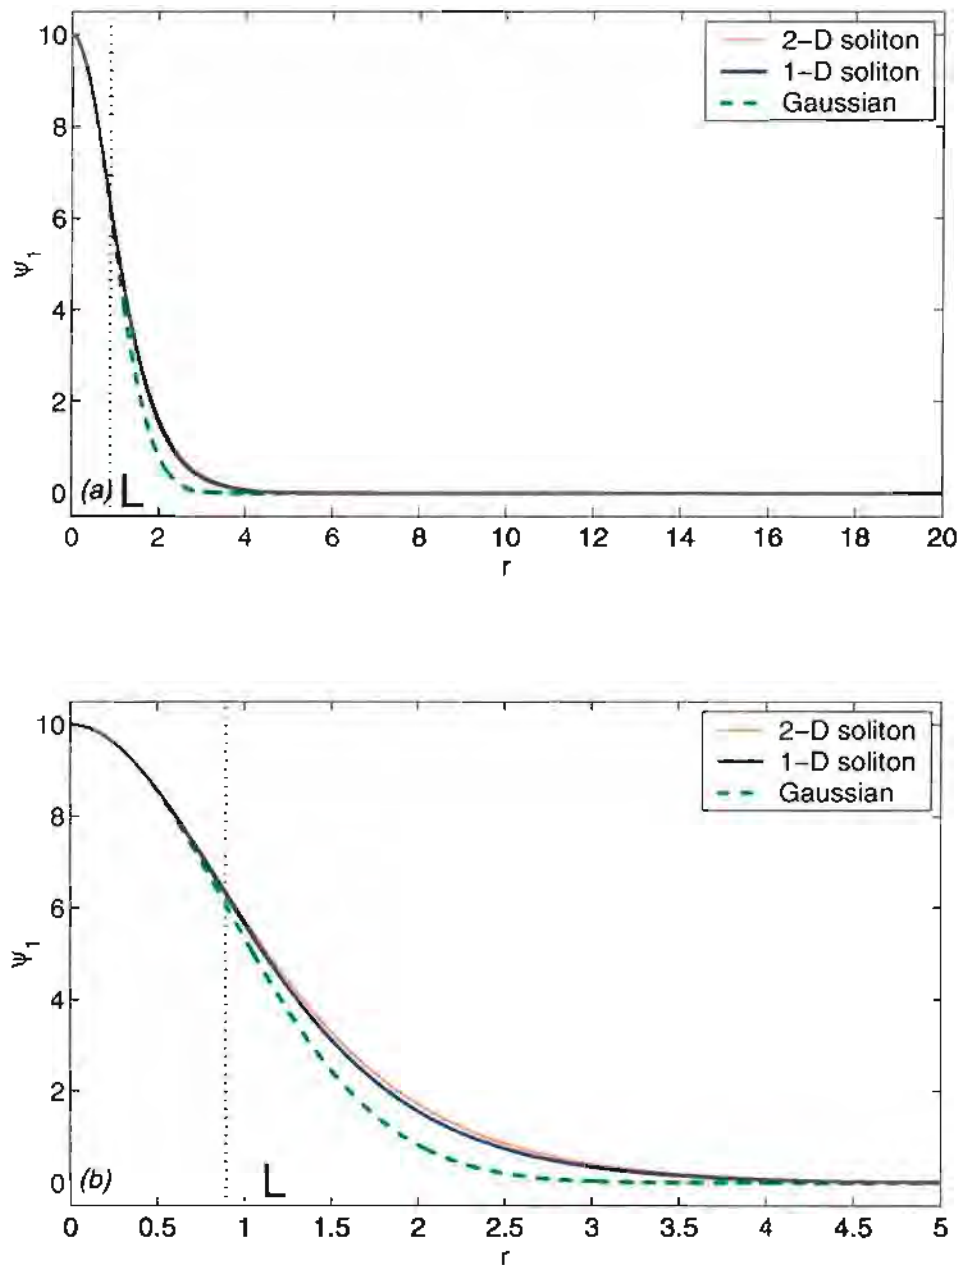 10
8
6
4
2
0
ψ₁
2-D soliton
1-D soliton
Gaussian
(a)
L
0 2 4 6 8 10 12 14 16 18 20
r
10
8
6
4
2
0
ψ₁
2-D soliton
1-D soliton
Gaussian
(b)
L
0 0.5 1 1.5 2 2.5 3 3.5 4 4.5 5
r